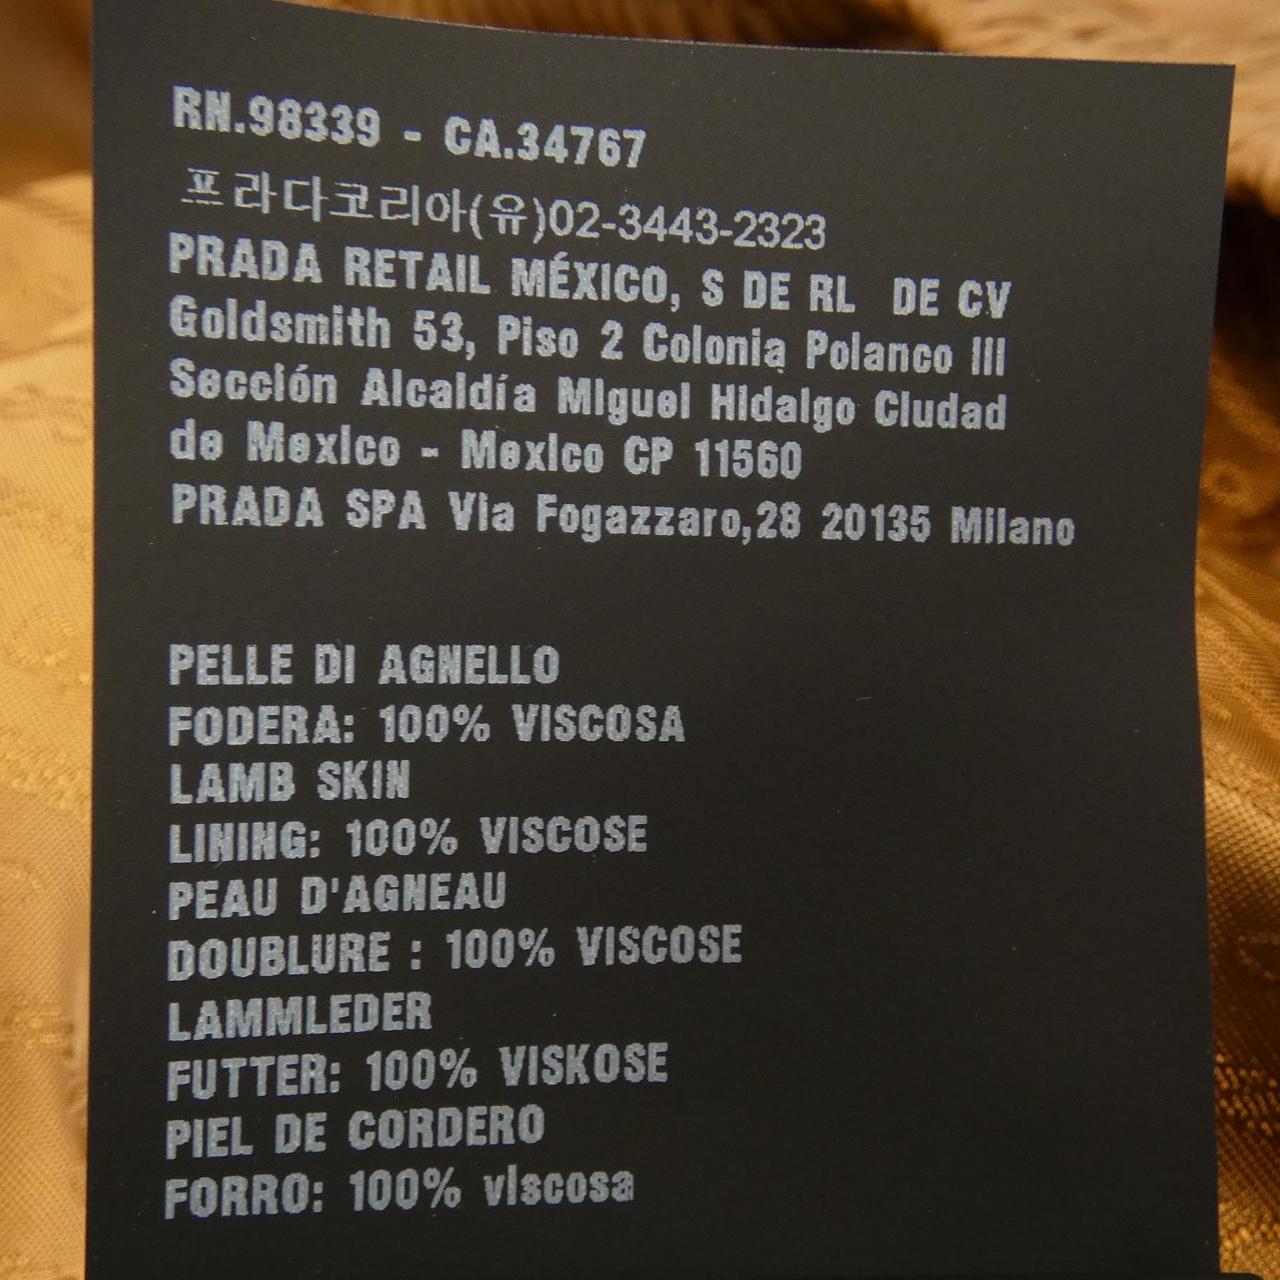 RN.98339 - CA.34767
프라다코리아(유)02-3443-2323
PRADA RETAIL MÉXICO, S DE RL DE CV
Goldsmith 53, Piso 2 Colonia Polanco III
Sección Alcaldía Miguel Hidalgo Ciudad
de Mexico - Mexico CP 11560
PRADA SPA Via Fogazzaro,28 20135 Milano
PELLE DI AGNELLO
FODERA: 100% VISCOSA
LAMB SKIN
LINING: 100% VISCOSE
PEAU D'AGNEAU
DOUBLURE : 100% VISCOSE
LAMMLEDER
FUTTER: 100% VISKOSE
PIEL DE CORDERO
FORRO: 100% viscosa